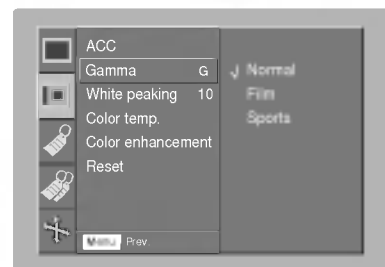 ACC
Gamma G
White peaking 10
Color temp.
Color enhancement
Reset
Menu Prev.
Normal
Film
Sports